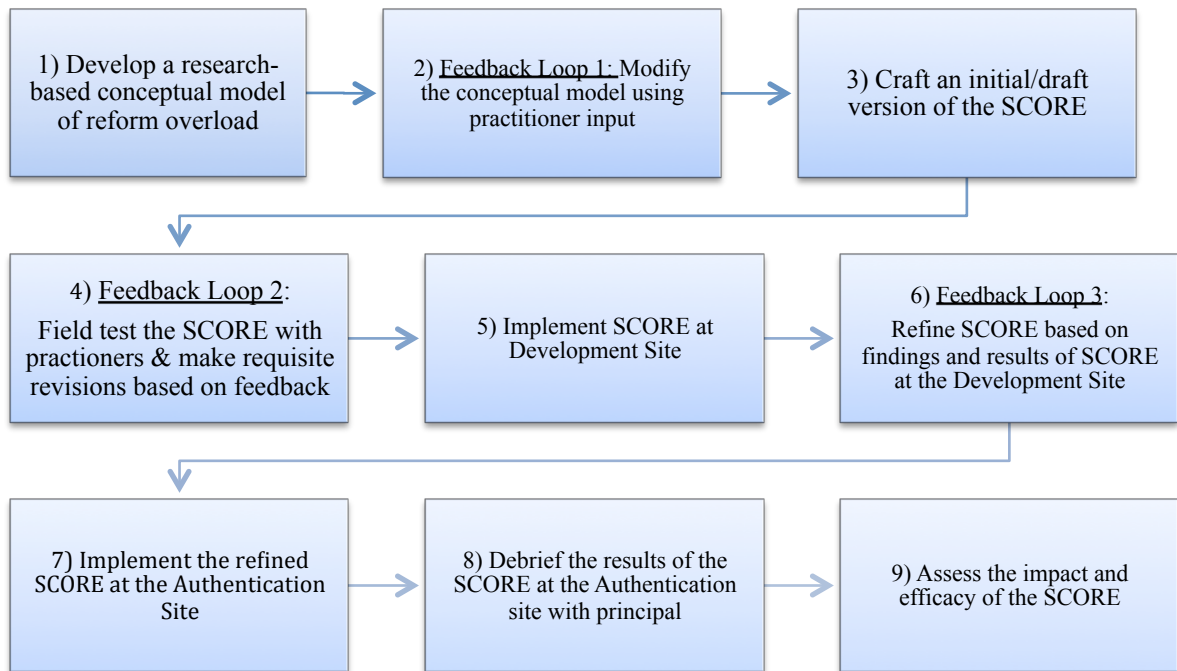 1) Develop a research-
based conceptual model
of reform overload
2) Feedback Loop 1: Modify
the conceptual model using
practitioner input
3) Craft an initial/draft
version of the SCORE
4) Feedback Loop 2:
Field test the SCORE with
practioners & make requisite
revisions based on feedback
5) Implement SCORE at
Development Site
6) Feedback Loop 3:
Refine SCORE based on
findings and results of SCORE
at the Development Site
7) Implement the refined
SCORE at the Authentication
Site
8) Debrief the results of the
SCORE at the Authentication
site with principal
9) Assess the impact and
efficacy of the SCORE